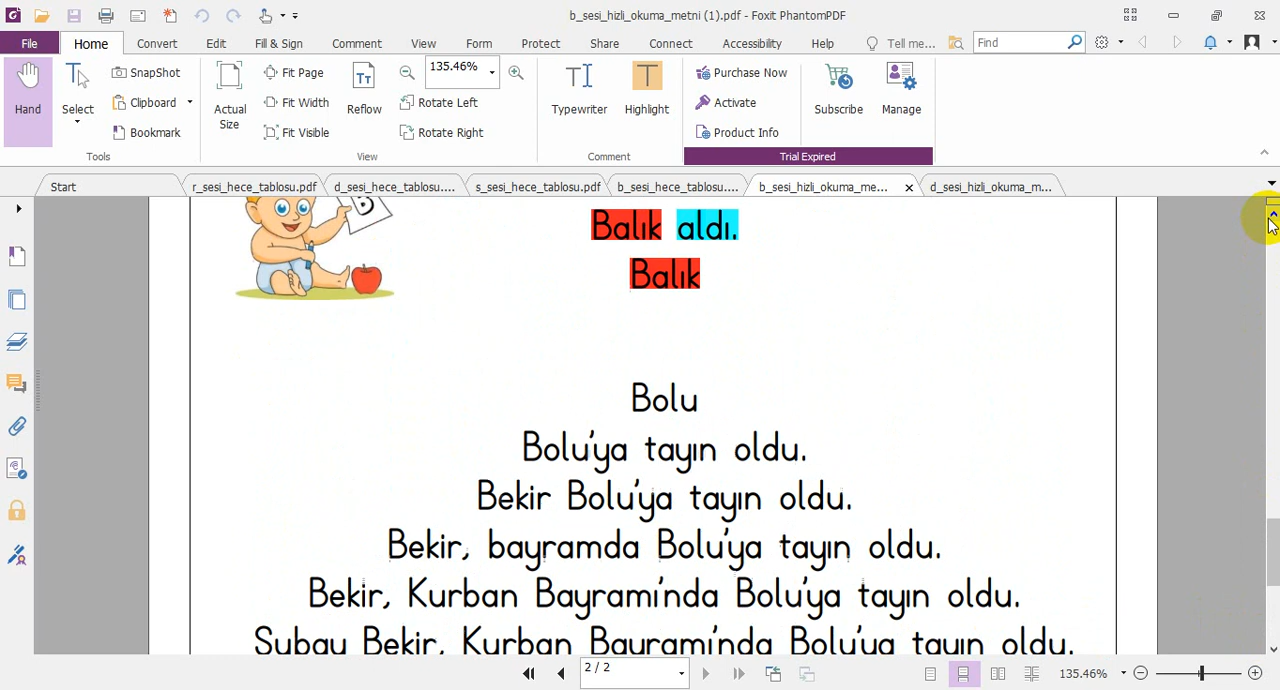 b_sesi_hizli_okuma_metni (1).pdf - Foxit PhantomPDF
File Home Convert Edit Fill & Sign Comment View Form Protect Share Connect Accessibility Help Tell me... Find
Hand Select SnapShot Clipboard Bookmark Actual Size Fit Page Fit Width Fit Visible Reflow 135.46% Rotate Left Rotate Right Typewriter Highlight Purchase Now Activate Product Info Subscribe Manage
Tools View Comment Trial Expired
Start r_sesi_hece_tablosu.pdf d_sesi_hece_tablosu.... s_sesi_hece_tablosu.pdf b_sesi_hece_tablosu.... b_sesi_hizli_okuma_me... d_sesi_hizli_okuma_m...
B
Balık aldı.
Balık
Bolu
Bolu'ya tayın oldu.
Bekir Bolu'ya tayın oldu.
Bekir, bayramda Bolu'ya tayın oldu.
Bekir, Kurban Bayramı'nda Bolu'ya tayın oldu.
Subay Bekir, Kurban Bayramı'nda Bolu'ya tayın oldu.
2 / 2 135.46%